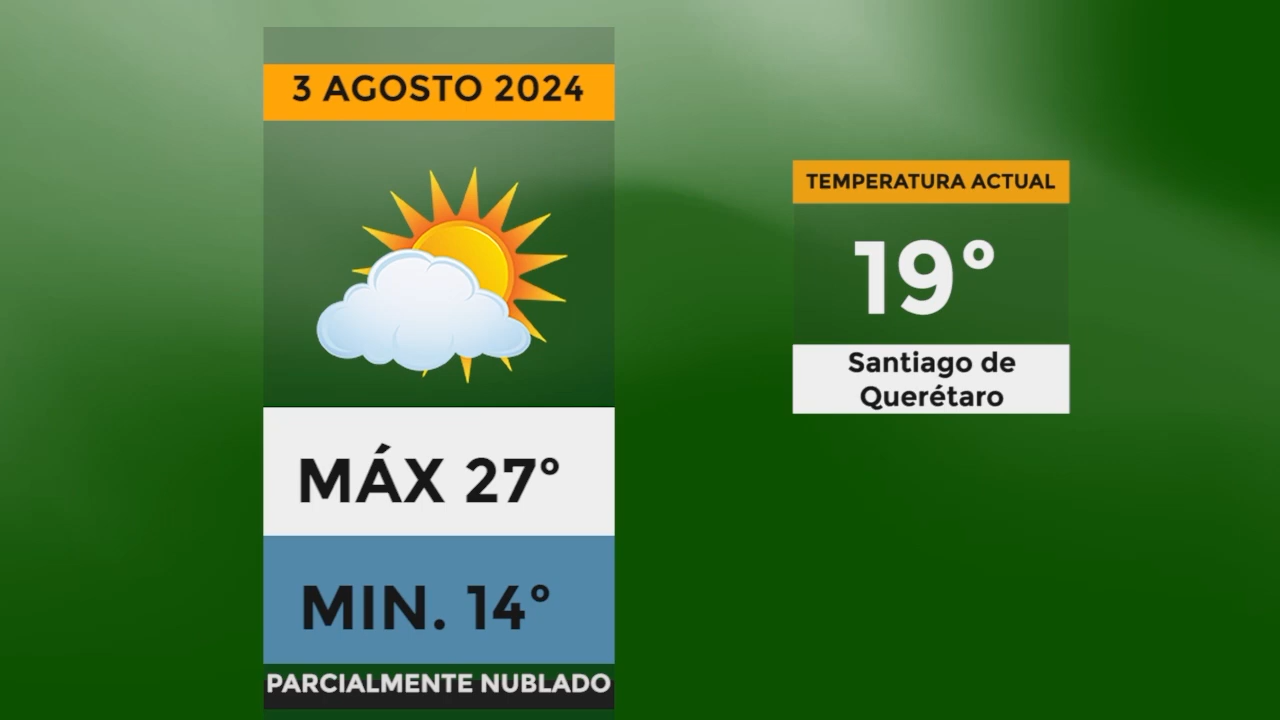 3 AGOSTO 2024
MÁX 27°
MIN. 14°
PARCIALMENTE NUBLADO
TEMPERATURA ACTUAL
19°
Santiago de
Querétaro